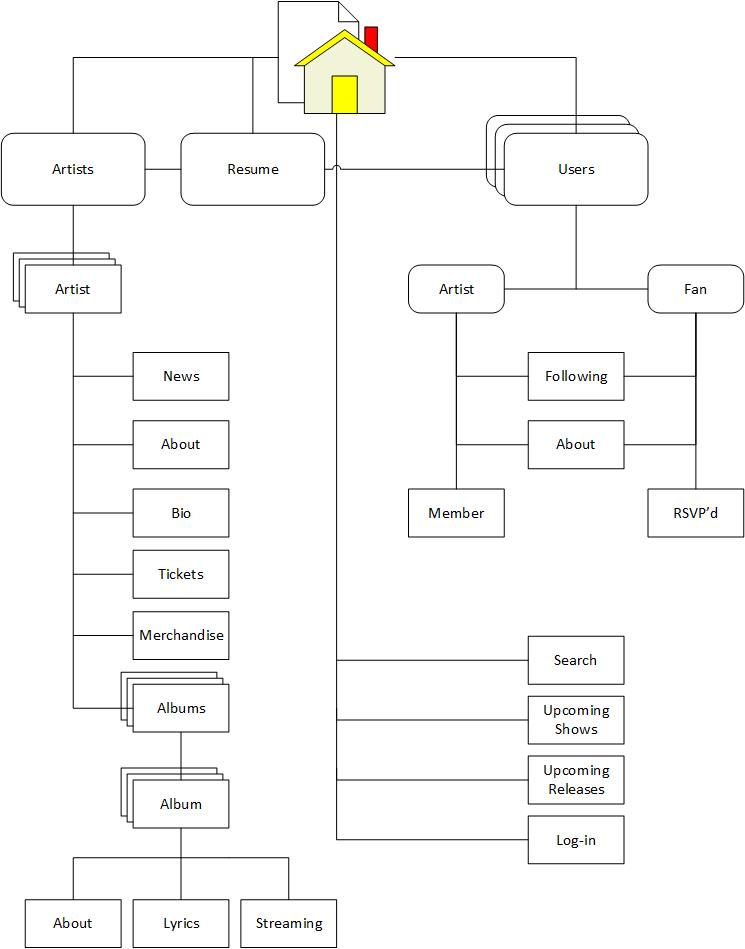 Artists
Resume
Users
Artist
Artist
Fan
News
Following
About
About
Bio
Member
RSVP’d
Tickets
Merchandise
Search
Albums
Upcoming
Shows
Upcoming
Releases
Album
Log-in
About
Lyrics
Streaming